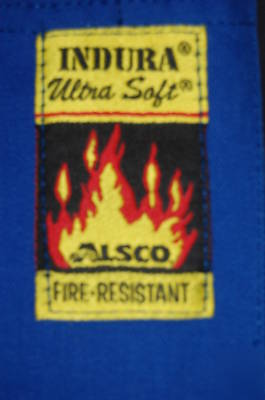 INDURA®
Ultra Soft®
ALSCO
FIRE-RESISTANT